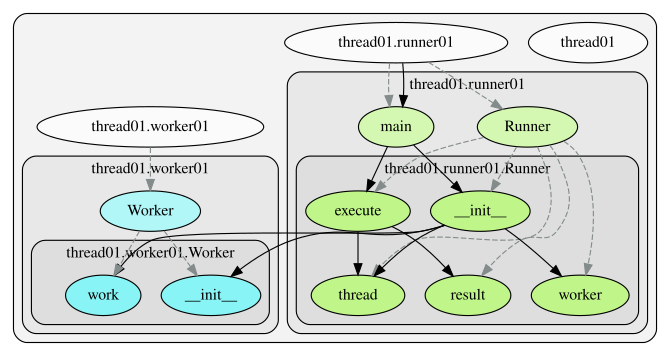 thread01.runner01
thread01
thread01.runner01
thread01.worker01
main
Runner
thread01.worker01
thread01.runner01.Runner
Worker
execute
__init__
thread01.worker01.Worker
work
__init__
thread
result
worker